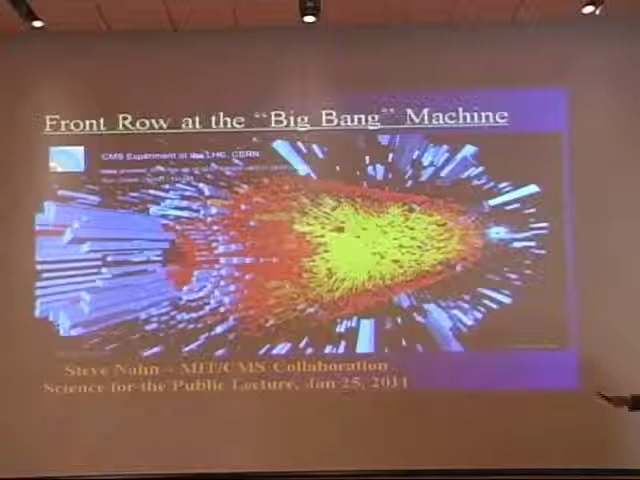 Front Row at the “Big Bang” Machine
CMS Experiment at the LHC, CERN
Steve Nahn – MIT/CMS Collaboration
Science for the Public Lecture, Jan 25, 2011